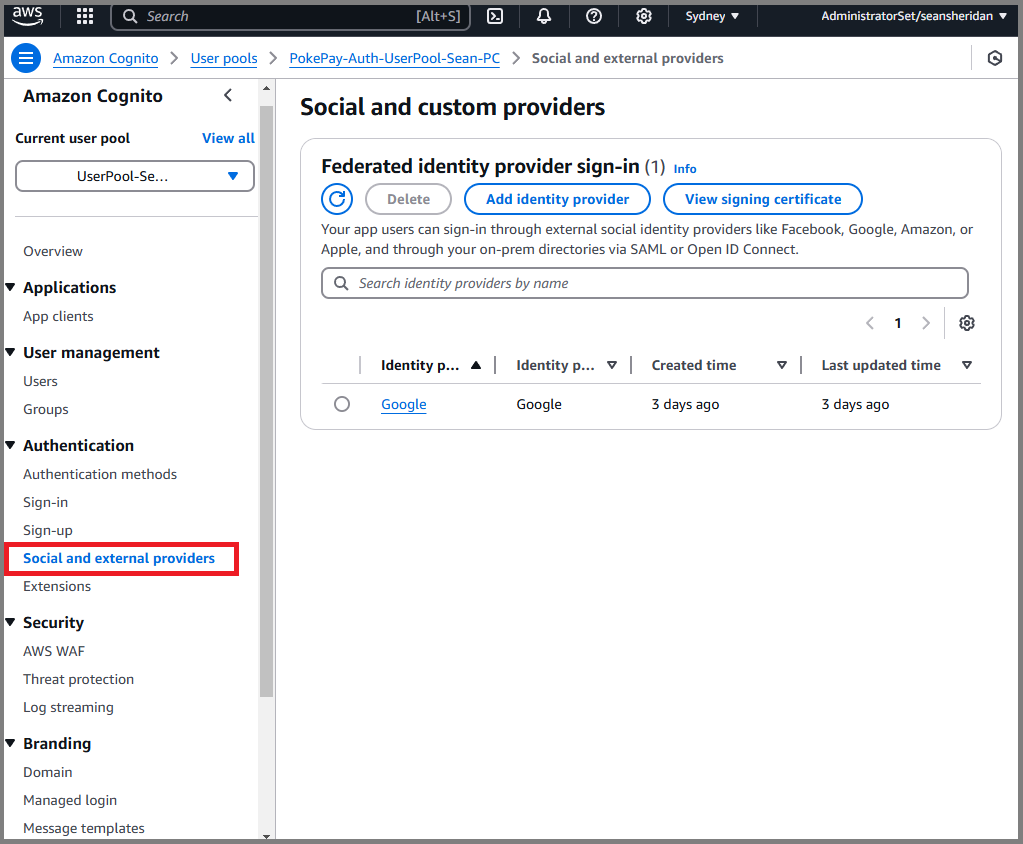 aws Search [Alt+S] Sydney AdministratorSet/seansheridan
Amazon Cognito User pools PokePay-Auth-UserPool-Sean-PC Social and external providers
Amazon Cognito
Current user pool View all
UserPool-Se...
Overview
Applications
App clients
User management
Users
Groups
Authentication
Authentication methods
Sign-in
Sign-up
Social and external providers
Extensions
Security
AWS WAF
Threat protection
Log streaming
Branding
Domain
Managed login
Message templates
Social and custom providers
Federated identity provider sign-in (1) Info
Delete Add identity provider View signing certificate
Your app users can sign-in through external social identity providers like Facebook, Google, Amazon, or
Apple, and through your on-prem directories via SAML or Open ID Connect.
Search identity providers by name
1
Identity p... Identity p... Created time Last updated time
Google Google 3 days ago 3 days ago